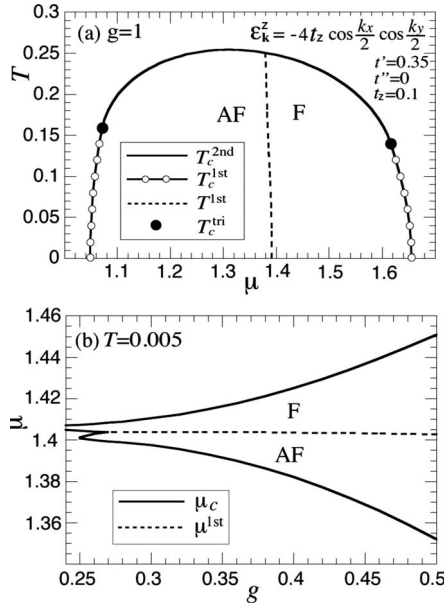 (a) g=1
ε_k^z = -4t_z cos kx/2 cos ky/2
t'=0.35
t''=0
t_z=0.1
T
0.3
0.25
0.2
0.15
0.1
0.05
0
AF
F
T_c^2nd
T_c^1st
T^1st
T_c^tri
1.1 1.2 1.3 1.4 1.5 1.6
μ
(b) T=0.005
μ
1.46
1.44
1.42
1.4
1.38
1.36
F
AF
μ_c
μ^1st
0.25 0.3 0.35 0.4 0.45 0.5
g